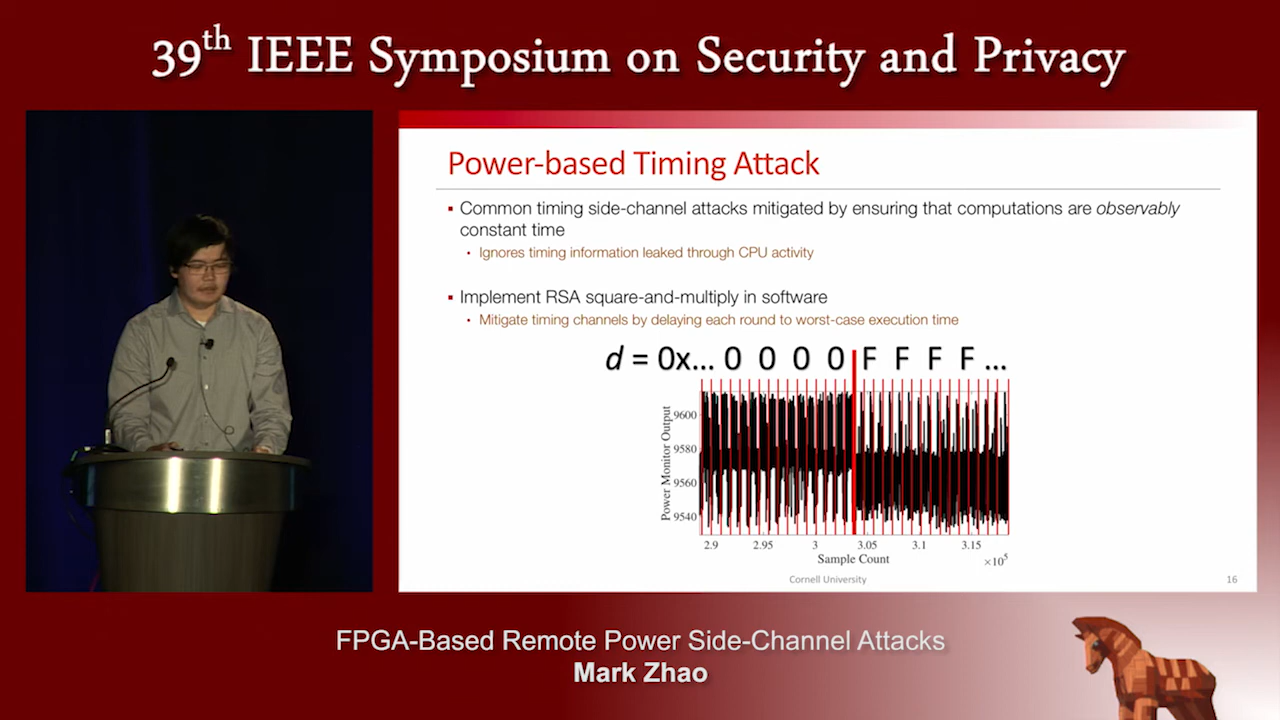 39th IEEE Symposium on Security and Privacy
Power-based Timing Attack
▪ Common timing side-channel attacks mitigated by ensuring that computations are observably
constant time
• Ignores timing information leaked through CPU activity
▪ Implement RSA square-and-multiply in software
• Mitigate timing channels by delaying each round to worst-case execution time
d = 0x... 0 0 0 0 F F F F ...
Power Monitor Output
9600
9580
9560
9540
2.9 2.95 3 3.05 3.1 3.15
Sample Count
×10⁵
Cornell University
16
FPGA-Based Remote Power Side-Channel Attacks
Mark Zhao